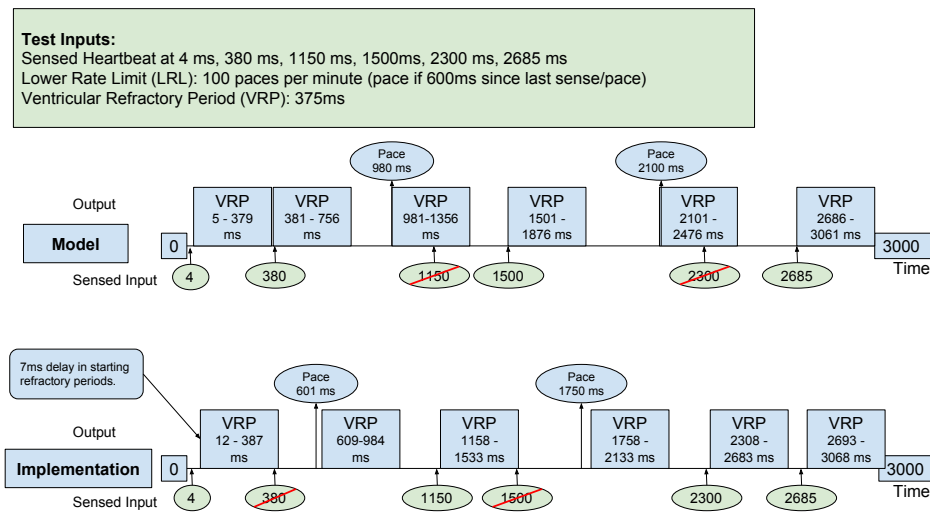 Test Inputs:
Sensed Heartbeat at 4 ms, 380 ms, 1150 ms, 1500ms, 2300 ms, 2685 ms
Lower Rate Limit (LRL): 100 paces per minute (pace if 600ms since last sense/pace)
Ventricular Refractory Period (VRP): 375ms
Pace
980 ms
Pace
2100 ms
Output
VRP
5 - 379
ms
VRP
381 - 756
ms
VRP
981-1356
ms
VRP
1501 -
1876 ms
VRP
2101 -
2476 ms
VRP
2686 -
3061 ms
Model
0
3000
Time
Sensed Input
4
380
1150
1500
2300
2685
7ms delay in starting
refractory periods.
Pace
601 ms
Pace
1750 ms
Output
VRP
12 - 387
ms
VRP
609-984
ms
VRP
1158 -
1533 ms
VRP
1758 -
2133 ms
VRP
2308 -
2683 ms
VRP
2693 -
3068 ms
Implementation
0
3000
Time
Sensed Input
4
380
1150
1500
2300
2685